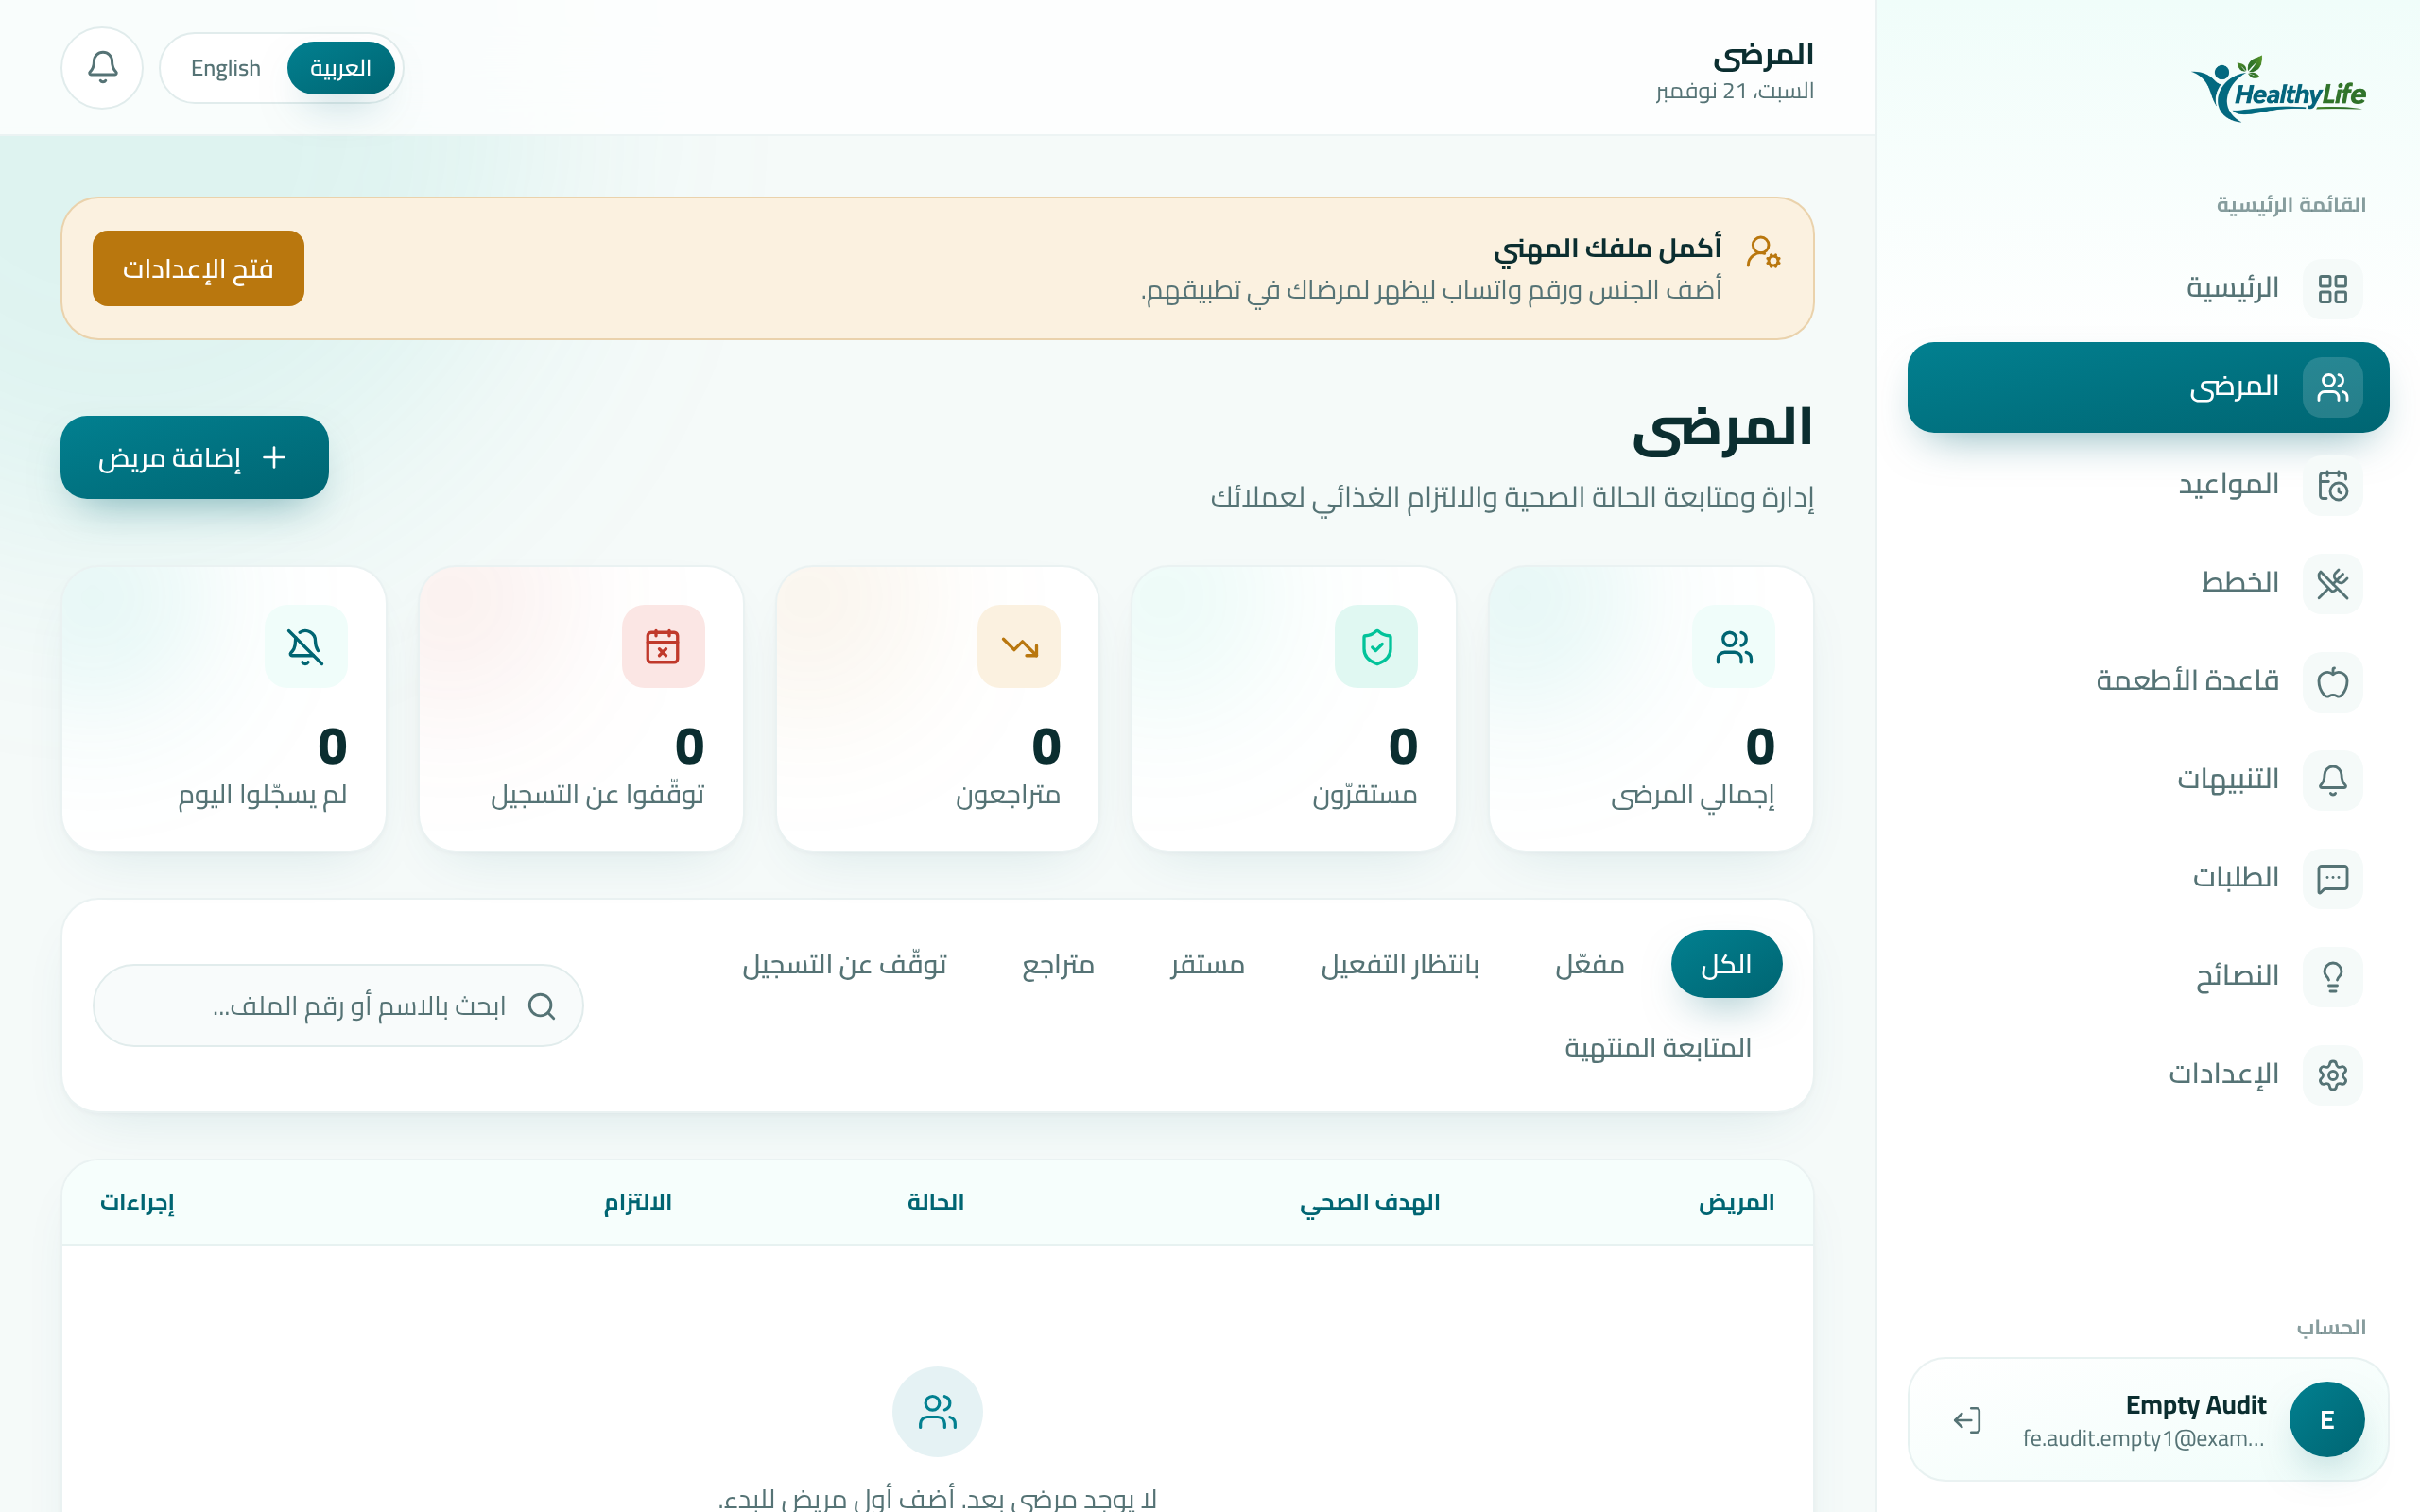 HealthyLife
القائمة الرئيسية
الرئيسية
المرضى
المواعيد
الخطط
قاعدة الأطعمة
التنبيهات
الطلبات
النصائح
الإعدادات
الحساب
E
Empty Audit
fe.audit.empty1@exam...
المرضى
السبت، 21 نوفمبر
العربية
English
أكمل ملفك المهني
أضف الجنس ورقم واتساب ليظهر لمرضاك في تطبيقهم.
فتح الإعدادات
المرضى
إدارة ومتابعة الحالة الصحية والالتزام الغذائي لعملائك
إضافة مريض
0
إجمالي المرضى
0
مستقرّون
0
متراجعون
0
توقّفوا عن التسجيل
0
لم يسجّلوا اليوم
الكل
مفعّل
بانتظار التفعيل
مستقر
متراجع
توقّف عن التسجيل
المتابعة المنتهية
ابحث بالاسم أو رقم الملف...
المريض
الهدف الصحي
الحالة
الالتزام
إجراءات
لا يوجد مرضى بعد. أضف أول مريض للبدء.